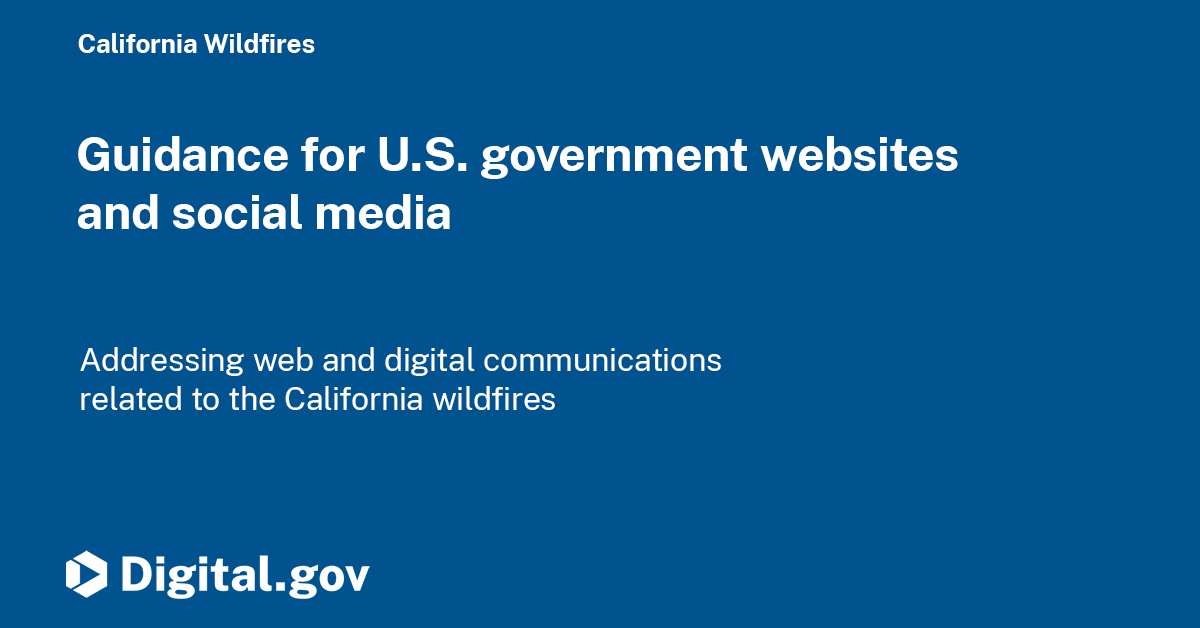 California Wildfires
Guidance for U.S. government websites
and social media
Addressing web and digital communications
related to the California wildfires
Digital.gov